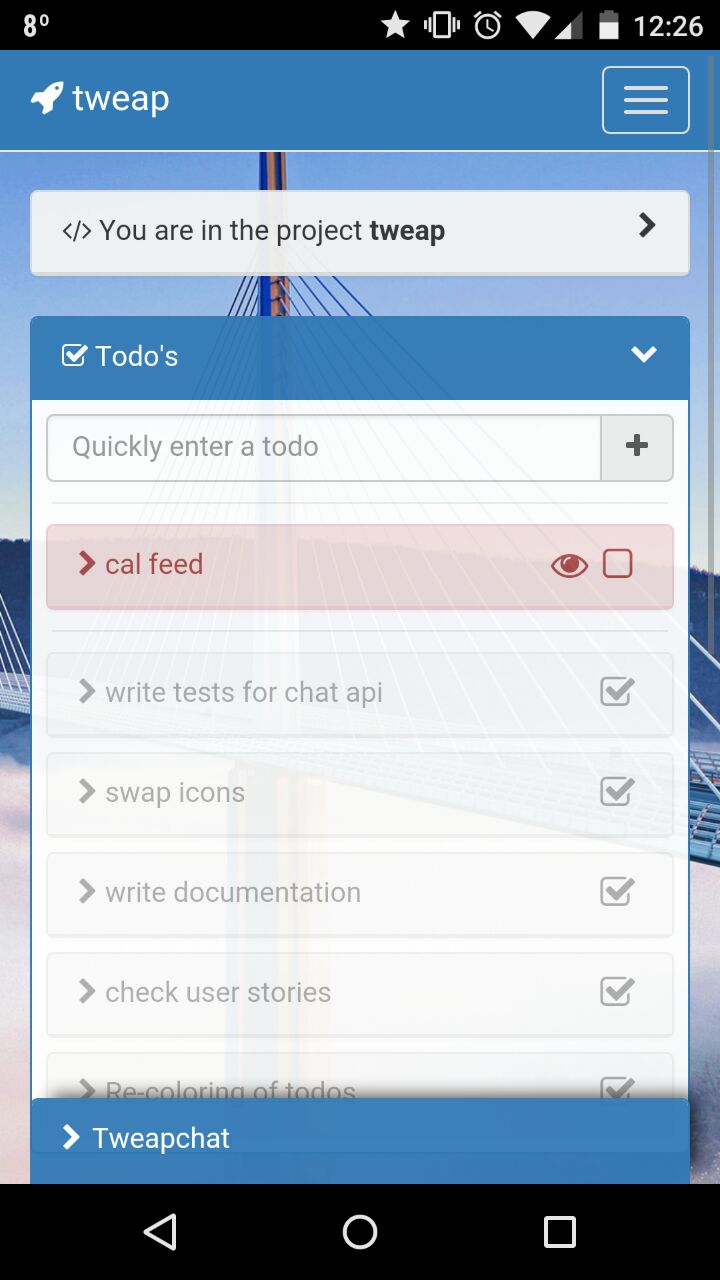 8°
12:26
tweap
</> You are in the project tweap
Todo's
Quickly enter a todo
cal feed
write tests for chat api
swap icons
write documentation
check user stories
Re-coloring of todos
Tweapchat